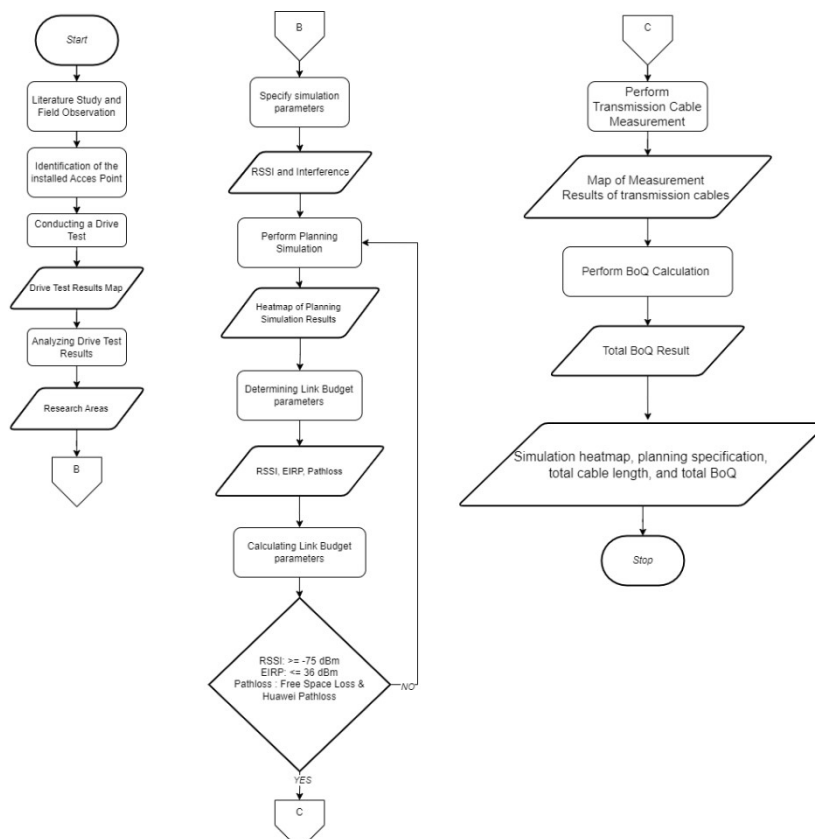 Start
Literature Study and
Field Observation
Identification of the
installed Acces Point
Conducting a Drive
Test
Drive Test Results Map
Analyzing Drive Test
Results
Research Areas
B
B
Specify simulation
parameters
RSSI and Interference
Perform Planning
Simulation
Heatmap of Planning
Simulation Results
Determining Link Budget
parameters
RSSI, EIRP, Pathloss
Calculating Link Budget
parameters
RSSI: >= -75 dBm
EIRP: <= 36 dBm
Pathloss : Free Space Loss &
Huawei Pathloss
NO
YES
C
C
Perform
Transmission Cable
Measurement
Map of Measurement
Results of transmission cables
Perform BoQ Calculation
Total BoQ Result
Simulation heatmap, planning specification,
total cable length, and total BoQ
Stop